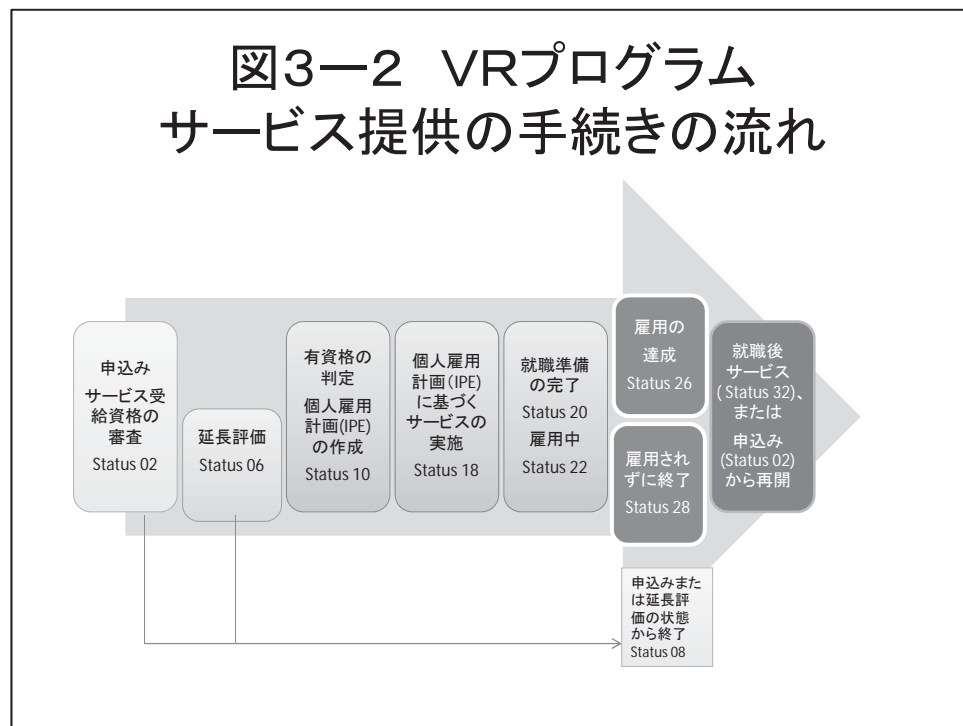 図3ー2 VRプログラム
サービス提供の手続きの流れ
申込み
サービス受
給資格の
審査
Status 02
延長評価
Status 06
有資格の
判定
個人雇用
計画(IPE)
の作成
Status 10
個人雇用
計画(IPE)
に基づく
サービスの
実施
Status 18
就職準備
の完了
Status 20
雇用中
Status 22
雇用の
達成
Status 26
雇用され
ずに終了
Status 28
就職後
サービス
( Status 32)、
または
申込み
(Status 02)
から再開
申込みまた
は延長評
価の状態
から終了
Status 08